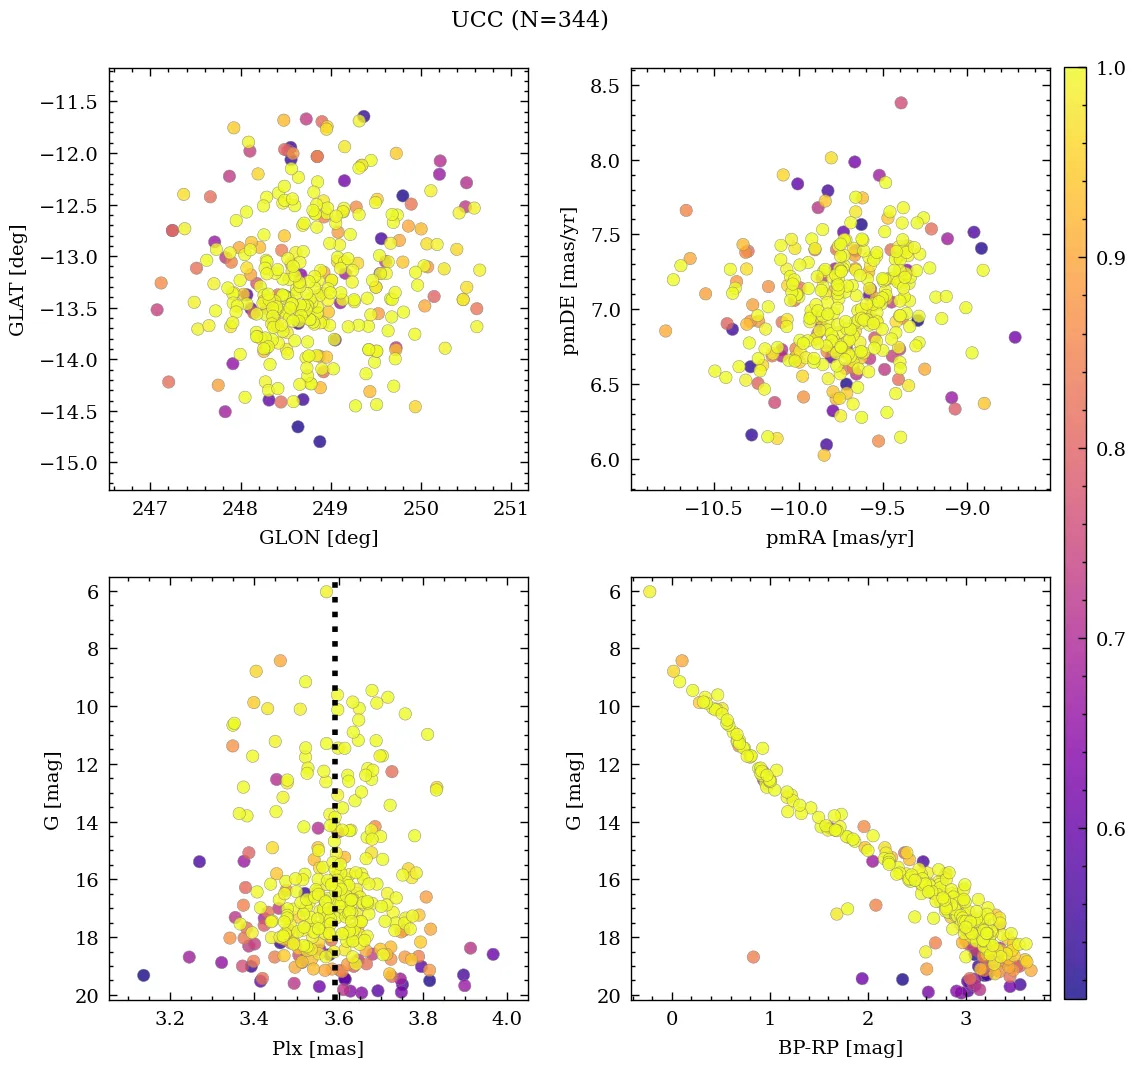 UCC (N=344)
−11.5
−12.0
−12.5
−13.0
−13.5
−14.0
−14.5
−15.0
GLAT [deg]
247 248 249 250 251
GLON [deg]
8.5
8.0
7.5
7.0
6.5
6.0
pmDE [mas/yr]
−10.5 −10.0 −9.5 −9.0
pmRA [mas/yr]
6
8
10
12
14
16
18
20
G [mag]
3.2 3.4 3.6 3.8 4.0
Plx [mas]
6
8
10
12
14
16
18
20
G [mag]
0 1 2 3
BP-RP [mag]
1.0
0.9
0.8
0.7
0.6